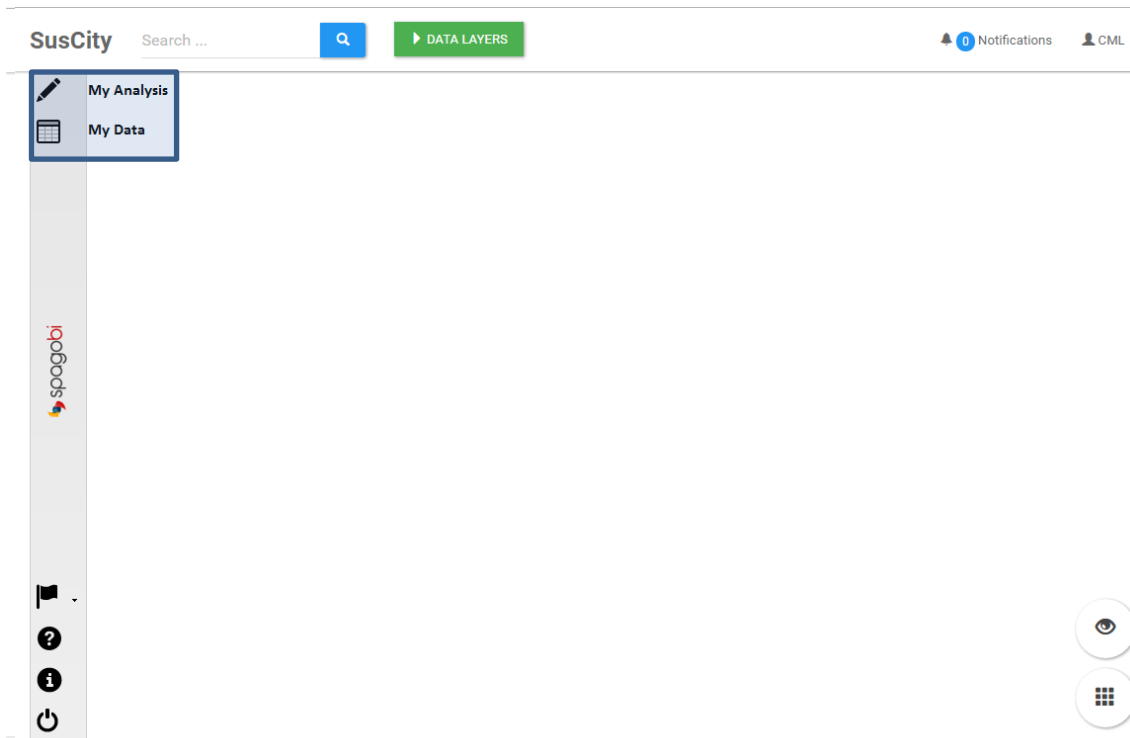 SusCity Search ... DATA LAYERS 0 Notifications CML
My Analysis
My Data
spagobi